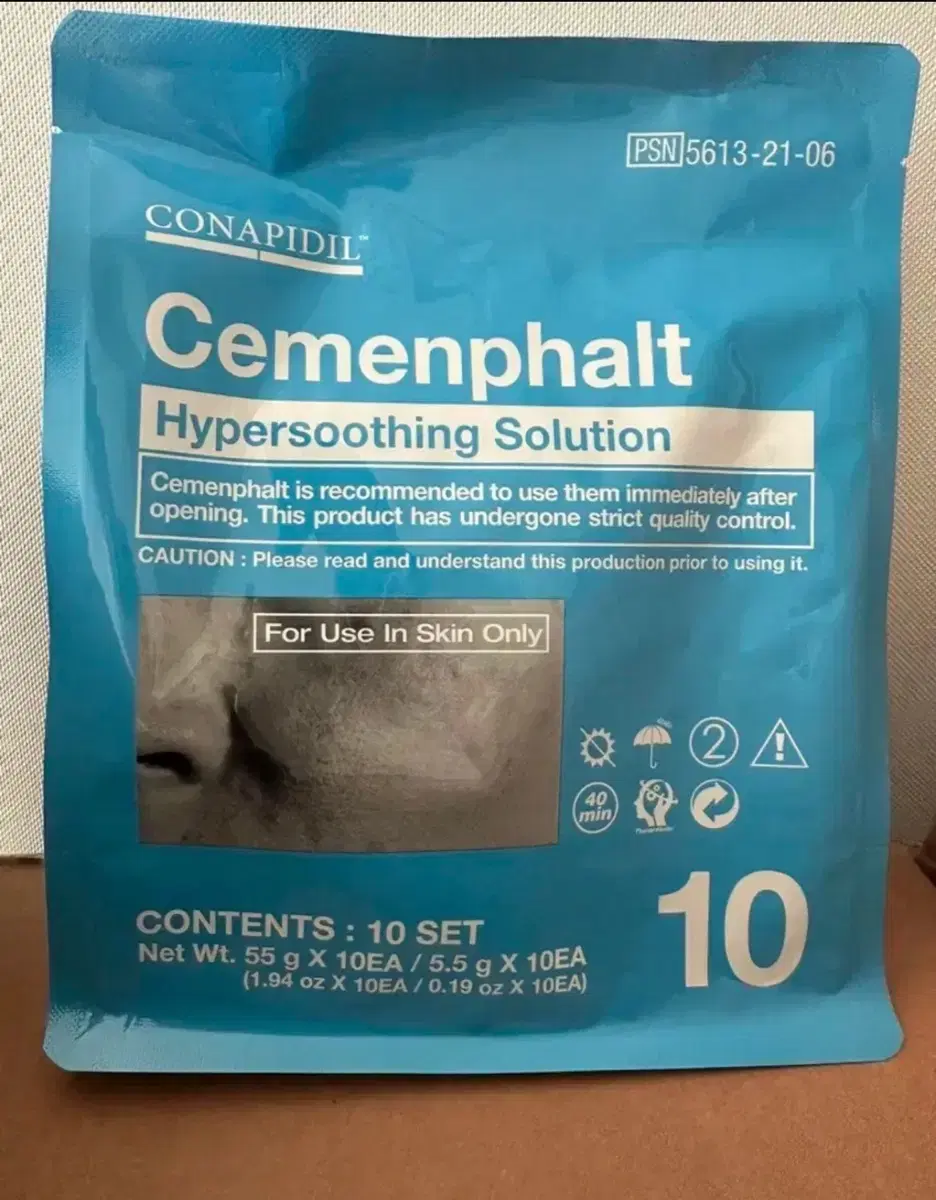 PSN 5613-21-06
CONAPIDIL™
Cemenphalt
Hypersoothing Solution
Cemenphalt is recommended to use them immediately after
opening. This product has undergone strict quality control.
CAUTION : Please read and understand this production prior to using it.
For Use In Skin Only
2
40
min
10
CONTENTS : 10 SET
Net Wt. 55 g X 10EA / 5.5 g X 10EA
(1.94 oz X 10EA / 0.19 oz X 10EA)